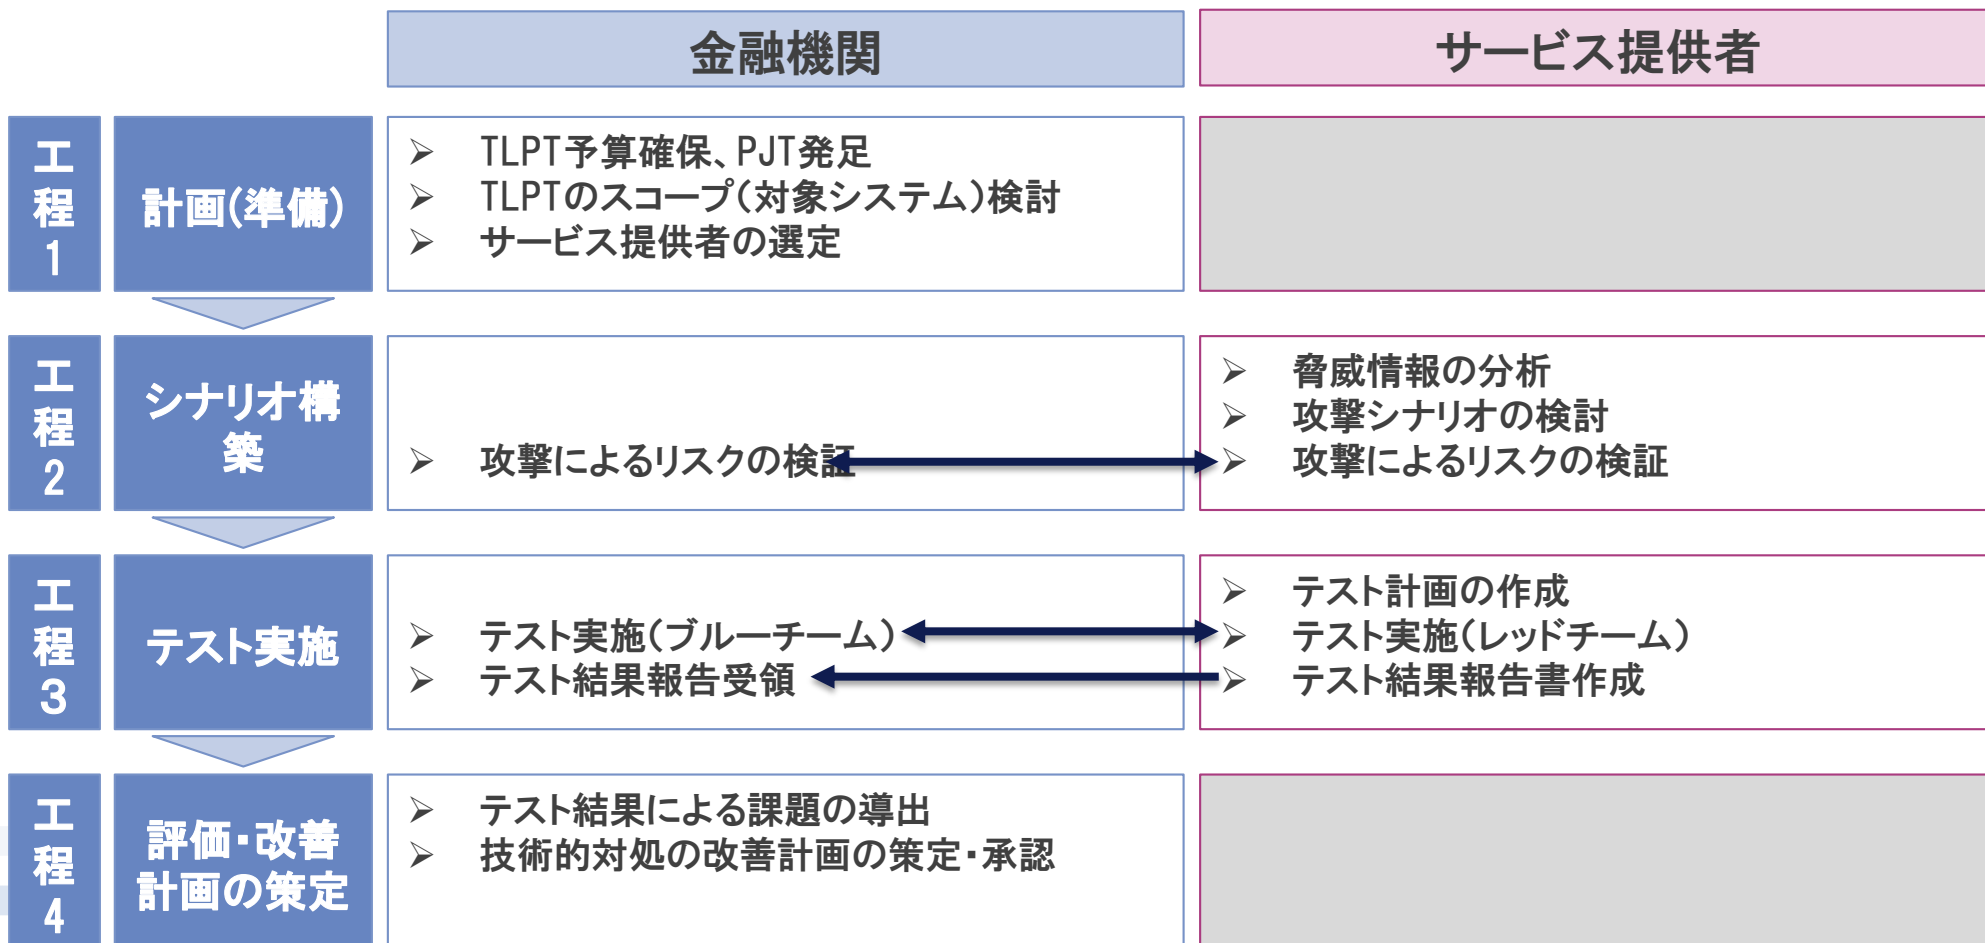 金融機関
サービス提供者
工程1
計画(準備)
➢ TLPT予算確保、PJT発足
➢ TLPTのスコープ(対象システム)検討
➢ サービス提供者の選定
工程2
シナリオ構
築
➢ 攻撃によるリスクの検証
➢ 脅威情報の分析
➢ 攻撃シナリオの検討
➢ 攻撃によるリスクの検証
工程3
テスト実施
➢ テスト実施(ブルーチーム)
➢ テスト結果報告受領
➢ テスト計画の作成
➢ テスト実施(レッドチーム)
➢ テスト結果報告書作成
工程4
評価・改善
計画の策定
➢ テスト結果による課題の導出
➢ 技術的対処の改善計画の策定・承認